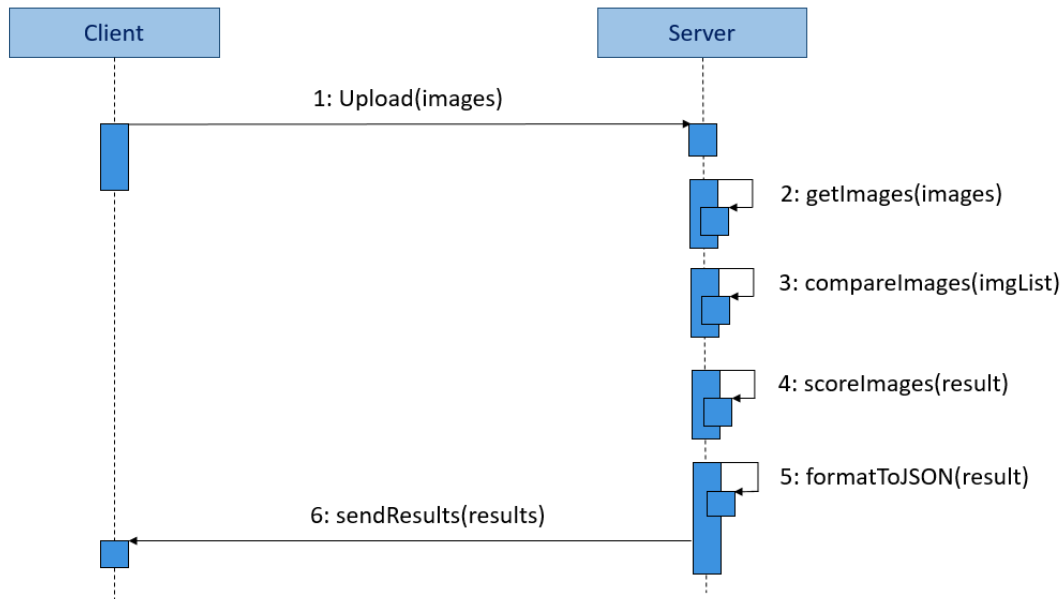 Client
Server
1: Upload(images)
2: getImages(images)
3: compareImages(imgList)
4: scoreImages(result)
5: formatToJSON(result)
6: sendResults(results)